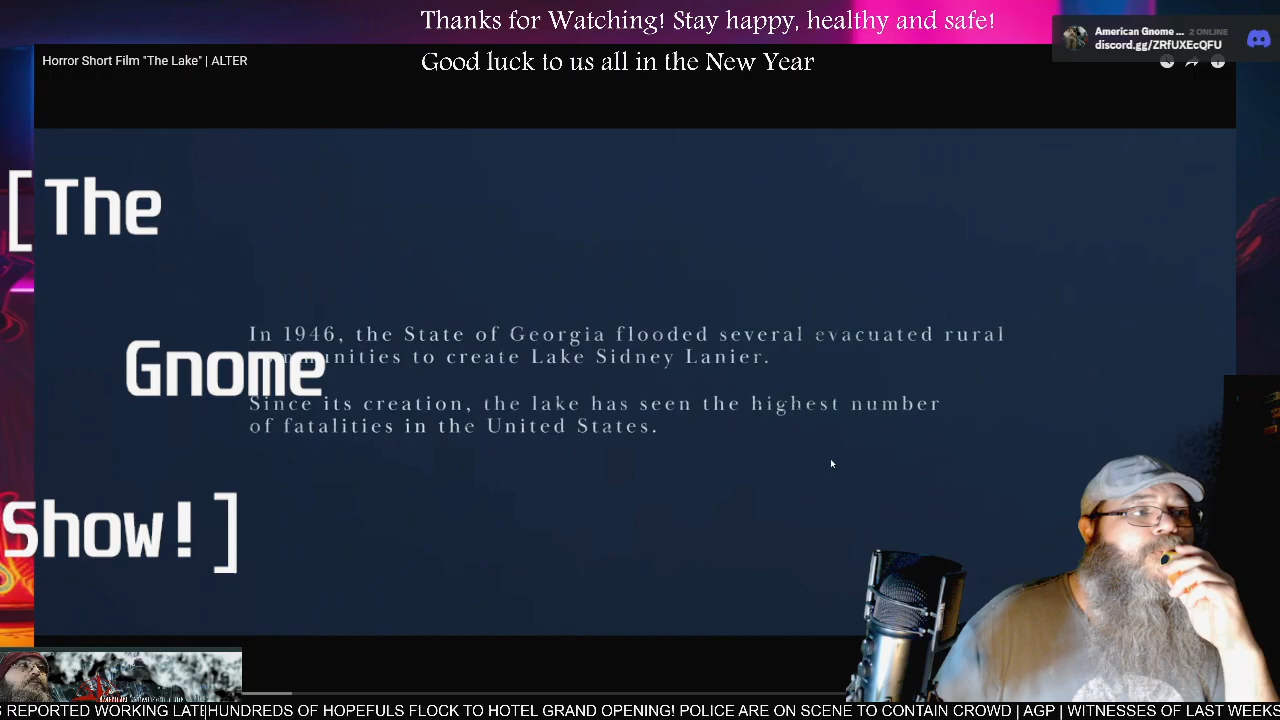 Thanks for Watching! Stay happy, healthy and safe!
American Gnome ... 2 ONLINE
discord.gg/ZRfUXEcQFU
Horror Short Film "The Lake" | ALTER
Good luck to us all in the New Year
[The
Gnome
Show!]
In 1946, the State of Georgia flooded several evacuated rural
communities to create Lake Sidney Lanier.
Since its creation, the lake has seen the highest number
of fatalities in the United States.
S REPORTED WORKING LATE|HUNDREDS OF HOPEFULS FLOCK TO HOTEL GRAND OPENING! POLICE ARE ON SCENE TO CONTAIN CROWD | AGP | WITNESSES OF LAST WEEKS